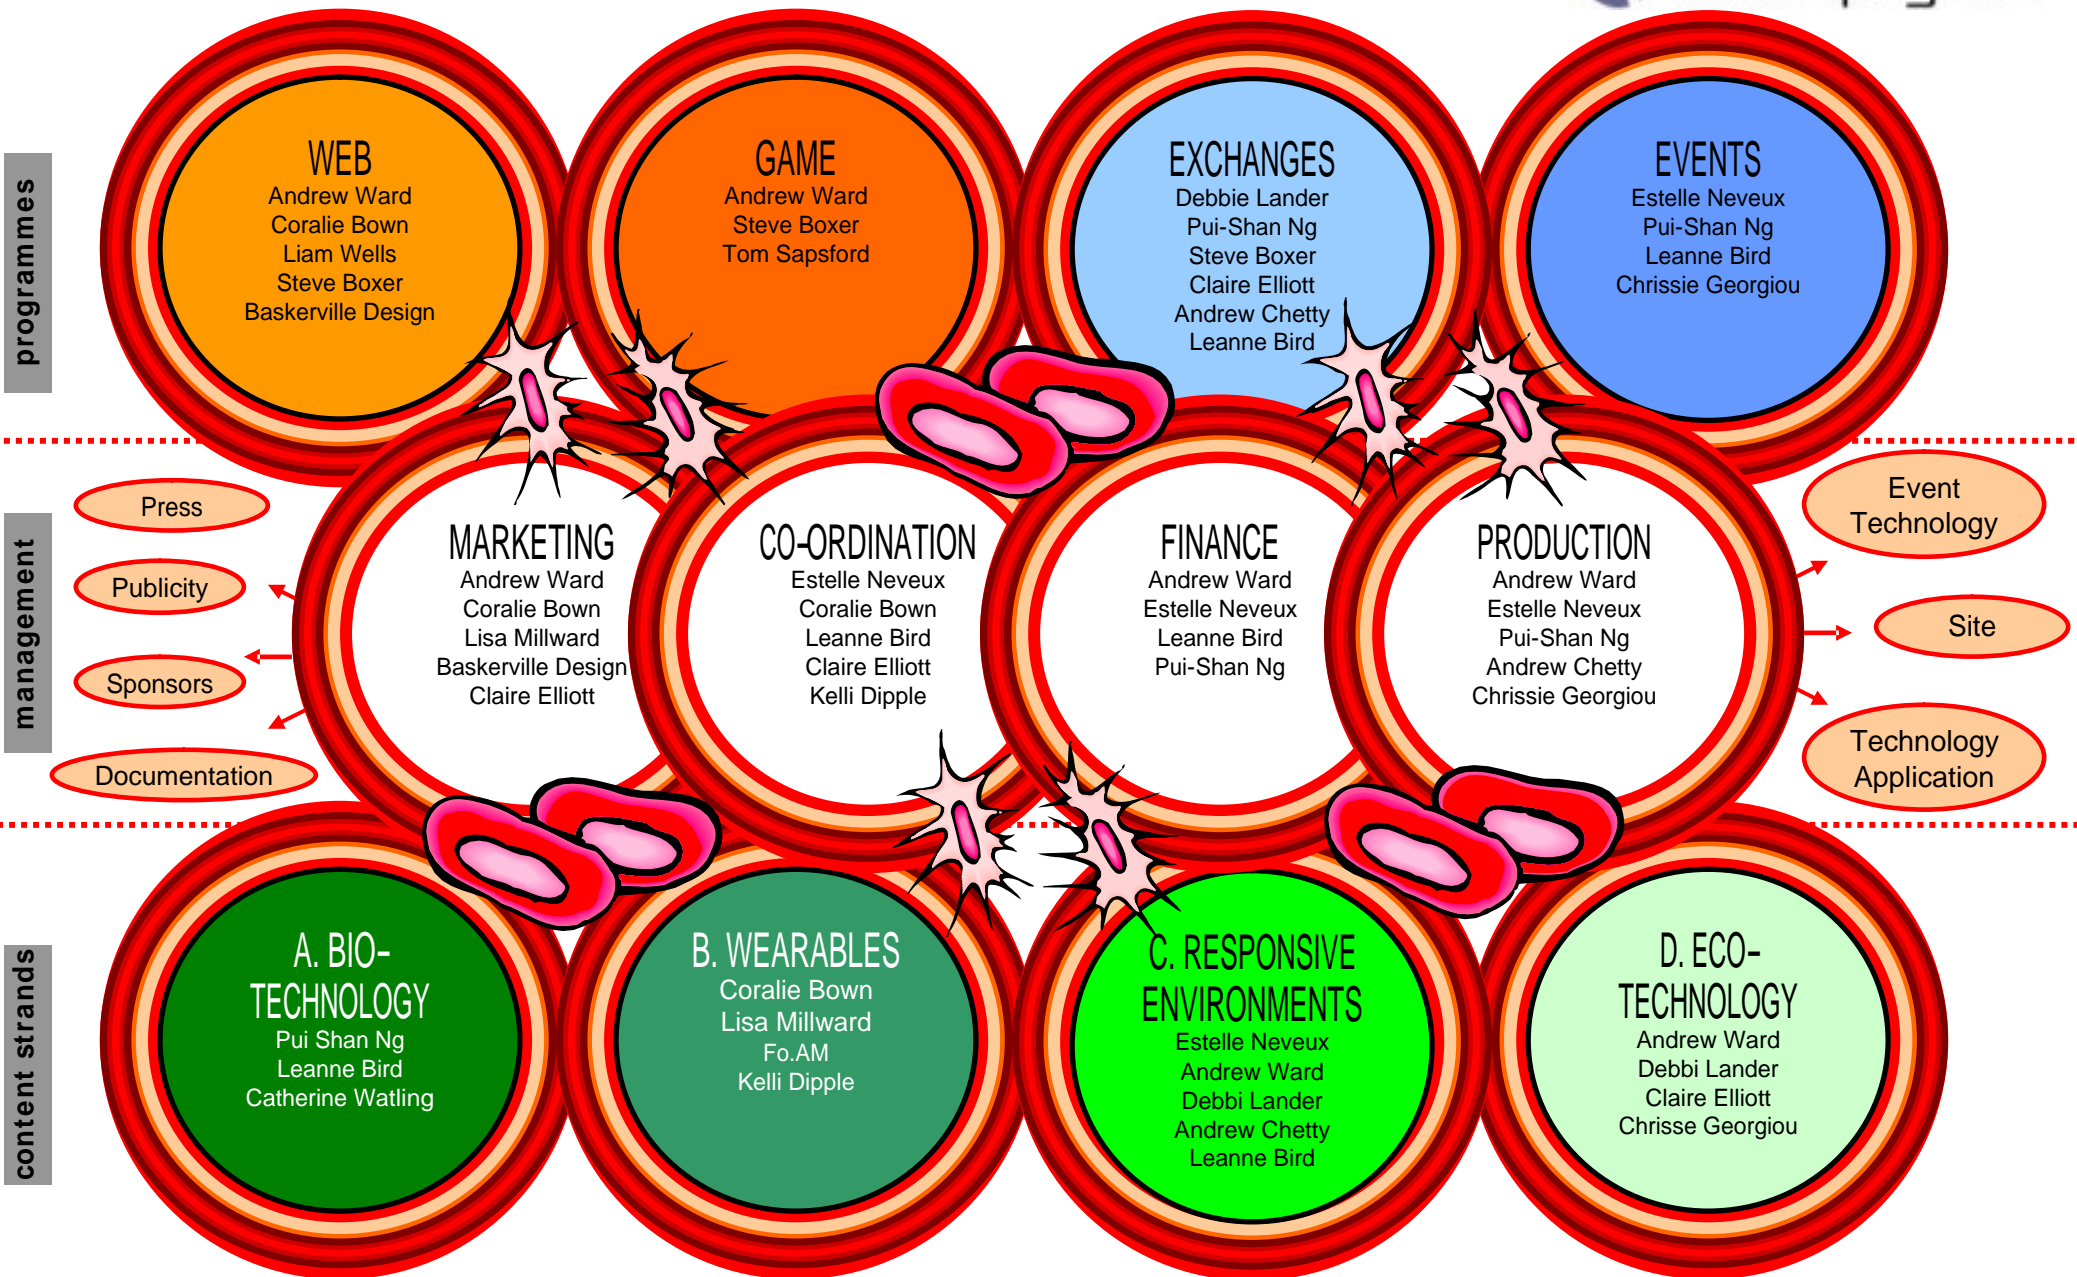 programmes
WEB
Andrew Ward
Coralie Bown
Liam Wells
Steve Boxer
Baskerville Design
GAME
Andrew Ward
Steve Boxer
Tom Sapsford
EXCHANGES
Debbie Lander
Pui-Shan Ng
Steve Boxer
Claire Elliott
Andrew Chetty
Leanne Bird
EVENTS
Estelle Neveux
Pui-Shan Ng
Leanne Bird
Chrissie Georgiou
management
Press
Publicity
Sponsors
Documentation
MARKETING
Andrew Ward
Coralie Bown
Lisa Millward
Baskerville Design
Claire Elliott
CO-ORDINATION
Estelle Neveux
Coralie Bown
Leanne Bird
Claire Elliott
Kelli Dipple
FINANCE
Andrew Ward
Estelle Neveux
Leanne Bird
Pui-Shan Ng
PRODUCTION
Andrew Ward
Estelle Neveux
Pui-Shan Ng
Andrew Chetty
Chrissie Georgiou
Event
Technology
Site
Technology
Application
content strands
A. BIO-
TECHNOLOGY
Pui Shan Ng
Leanne Bird
Catherine Watling
B. WEARABLES
Coralie Bown
Lisa Millward
Fo.AM
Kelli Dipple
C. RESPONSIVE
ENVIRONMENTS
Estelle Neveux
Andrew Ward
Debbi Lander
Andrew Chetty
Leanne Bird
D. ECO-
TECHNOLOGY
Andrew Ward
Debbi Lander
Claire Elliott
Chrisse Georgiou